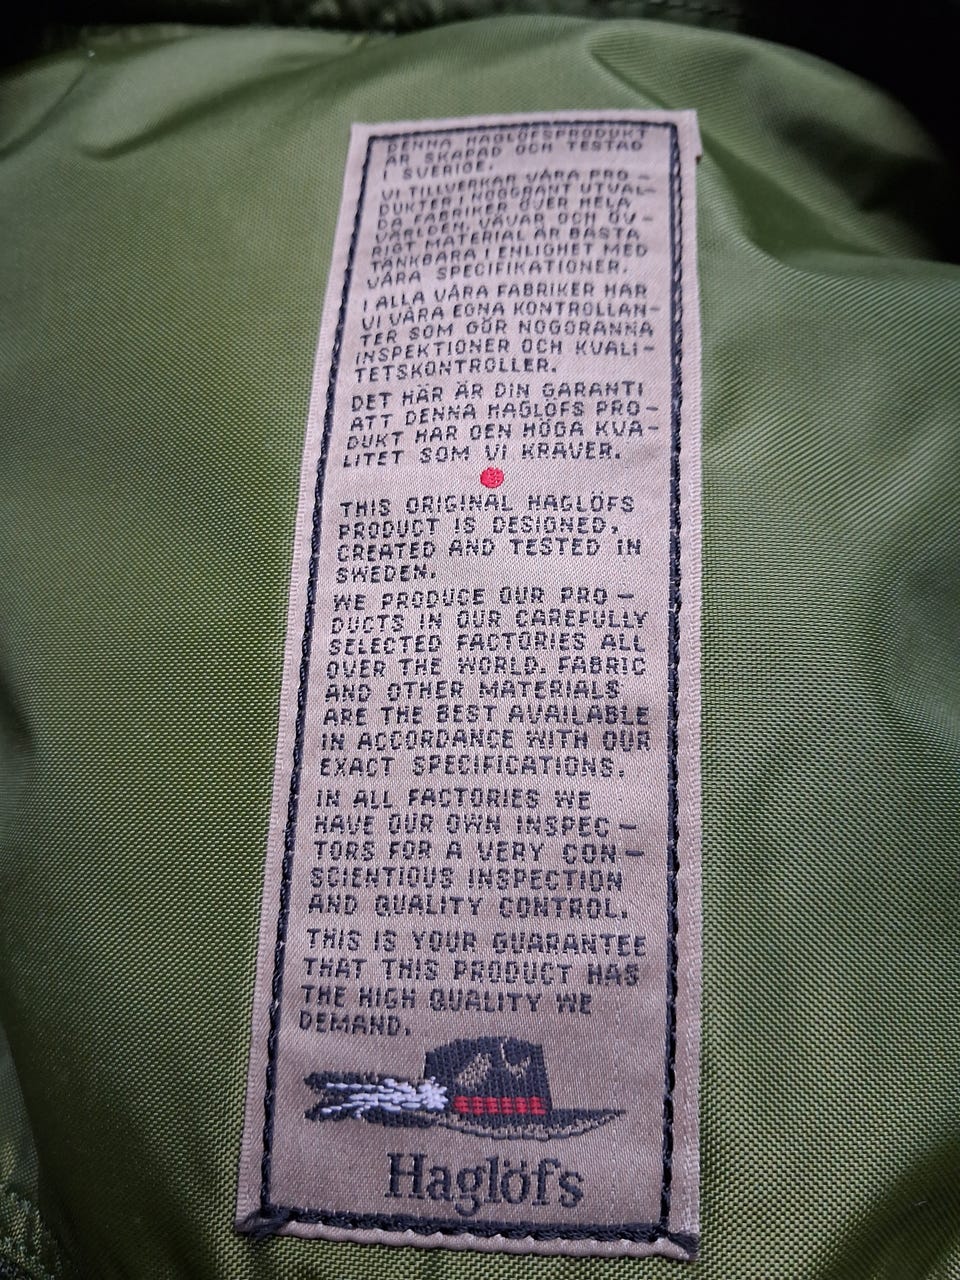 DENNA HAGLÖFSPRODUKT
ÄR SKAPAD OCH TESTAD
I SVERIGE.
VI TILLVERKAR VÅRA PRO-
DUKTER I NOGGRANT UTVAL-
DA FABRIKER ÖVER HELA
VÄRLDEN. VÄVAR OCH ÖV-
RIGT MATERIAL ÄR BÄSTA
TÄNKBARA I ENLIGHET MED
VÅRA SPECIFIKATIONER.
I ALLA VÅRA FABRIKER HAR
VI VÅRA EGNA KONTROLLAN-
TER SOM GÖR NOGGRANNA
INSPEKTIONER OCH KVALI-
TETSKONTROLLER.
DET HÄR ÄR DIN GARANTI
ATT DENNA HAGLÖFS PRO-
DUKT HAR DEN HÖGA KVA-
LITET SOM VI KRÄVER.
THIS ORIGINAL HAGLÖFS
PRODUCT IS DESIGNED,
CREATED AND TESTED IN
SWEDEN.
WE PRODUCE OUR PRO-
DUCTS IN OUR CAREFULLY
SELECTED FACTORIES ALL
OVER THE WORLD. FABRIC
AND OTHER MATERIALS
ARE THE BEST AVAILABLE
IN ACCORDANCE WITH OUR
EXACT SPECIFICATIONS.
IN ALL FACTORIES WE
HAVE OUR OWN INSPEC-
TORS FOR A VERY CON-
SCIENTIOUS INSPECTION
AND QUALITY CONTROL.
THIS IS YOUR GUARANTEE
THAT THIS PRODUCT HAS
THE HIGH QUALITY WE
DEMAND.
Haglöfs